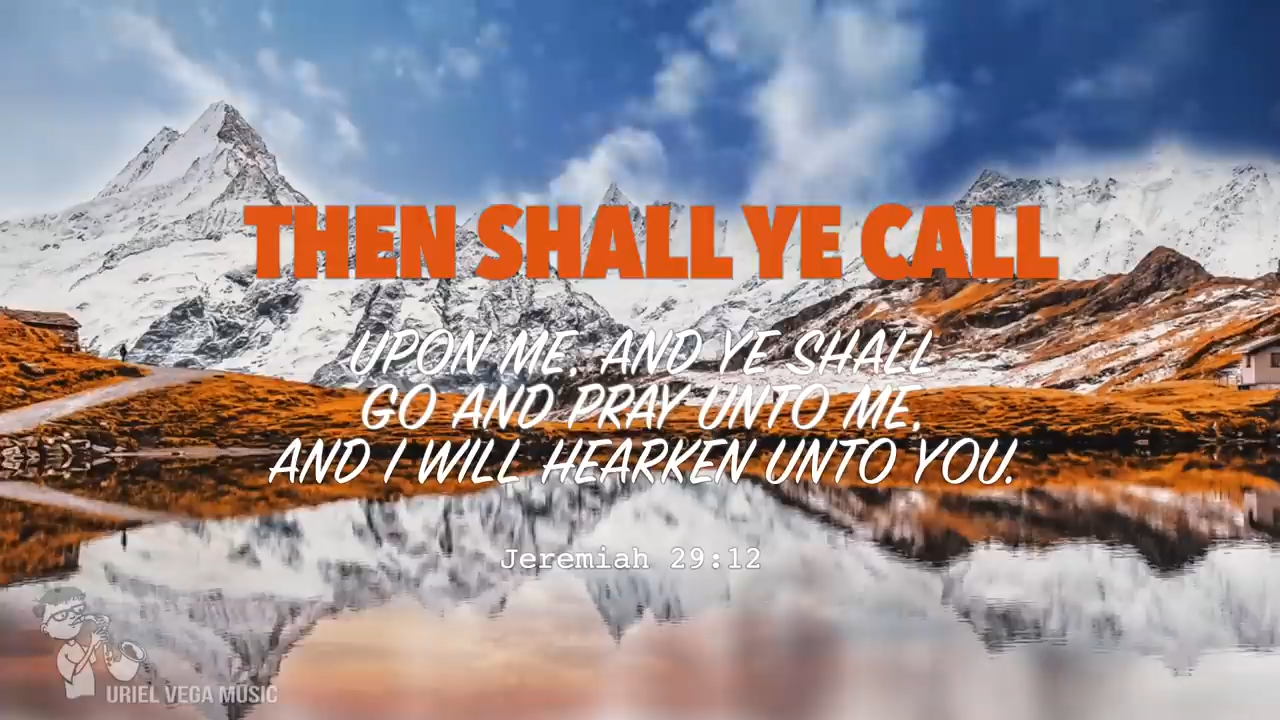 THEN SHALL YE CALL
UPON ME, AND YE SHALL
GO AND PRAY UNTO ME,
AND I WILL HEARKEN UNTO YOU.
Jeremiah 29:12
URIEL VEGA MUSIC